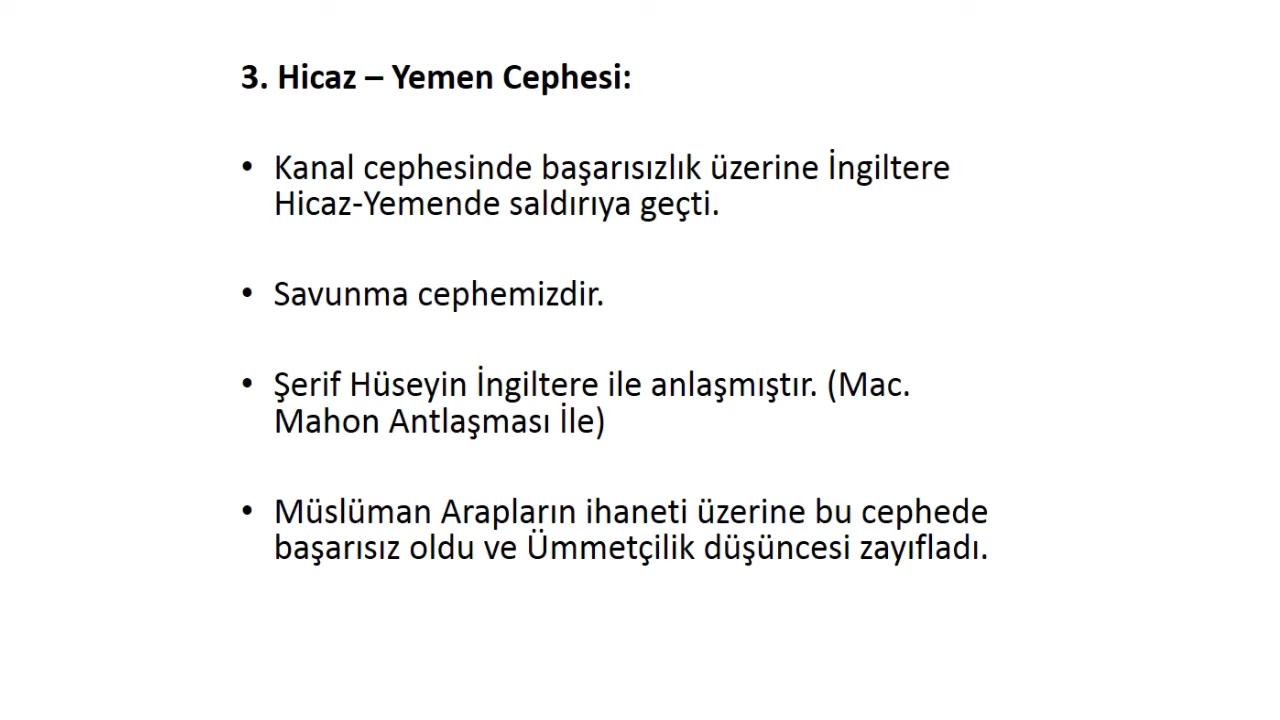 3. Hicaz – Yemen Cephesi:
• Kanal cephesinde başarısızlık üzerine İngiltere
Hicaz-Yemende saldırıya geçti.
• Savunma cephemizdir.
• Şerif Hüseyin İngiltere ile anlaşmıştır. (Mac.
Mahon Antlaşması İle)
• Müslüman Arapların ihaneti üzerine bu cephede
başarısız oldu ve Ümmetçilik düşüncesi zayıfladı.